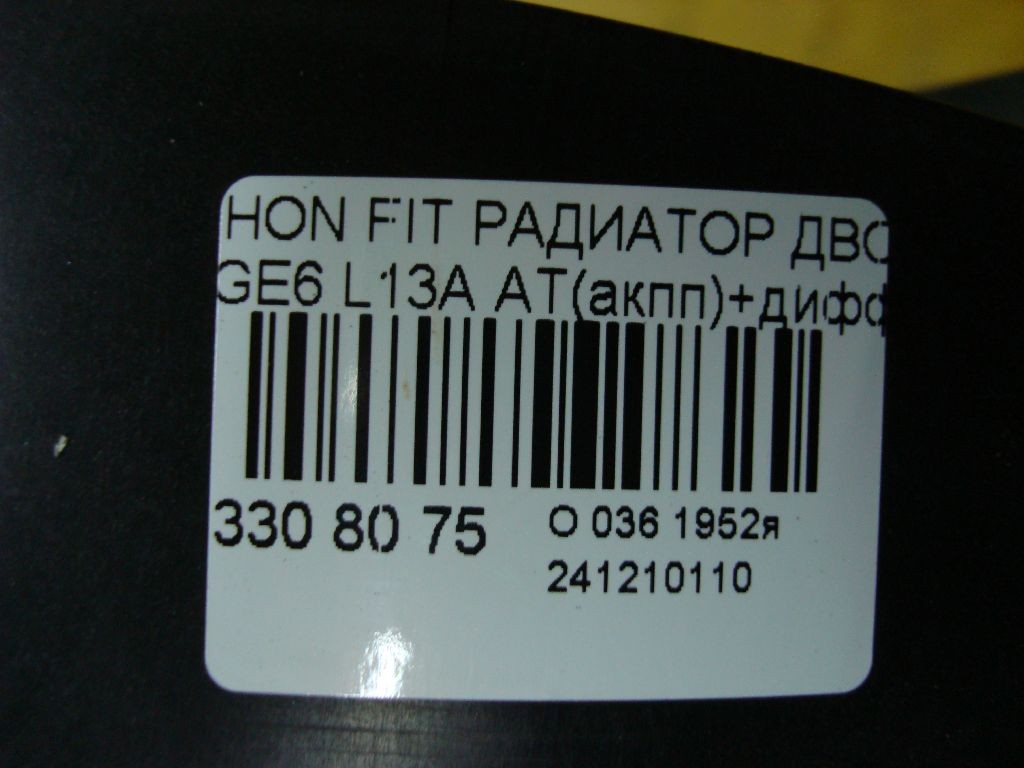 HON FIT РАДИАТОР ДВС
GE6 L13A AT(акпп)+дифф
330 80 75
O 036 1952я
241210110